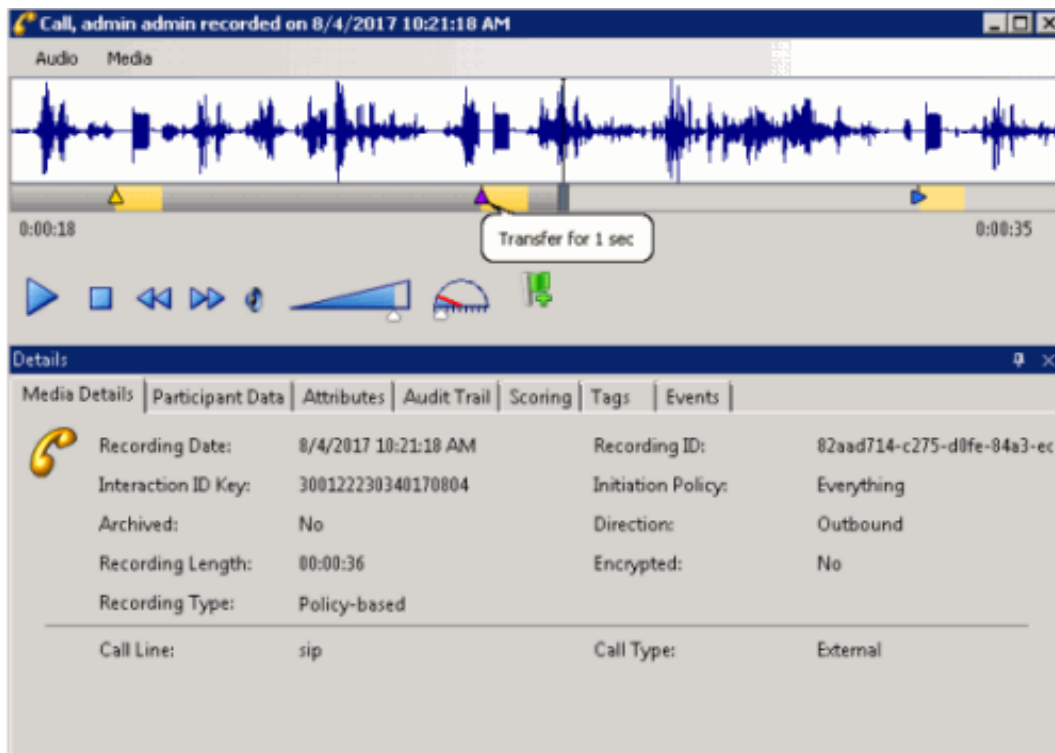 Call, admin admin recorded on 8/4/2017 10:21:18 AM
Audio Media
0:00:18 0:00:35
Transfer for 1 sec
Details
Media Details Participant Data Attributes Audit Trail Scoring Tags Events
Recording Date: 8/4/2017 10:21:18 AM Recording ID: 82aad714-c275-d0fe-84a3-ec
Interaction ID Key: 300122230340170804 Initiation Policy: Everything
Archived: No Direction: Outbound
Recording Length: 00:00:36 Encrypted: No
Recording Type: Policy-based
Call Line: sip Call Type: External